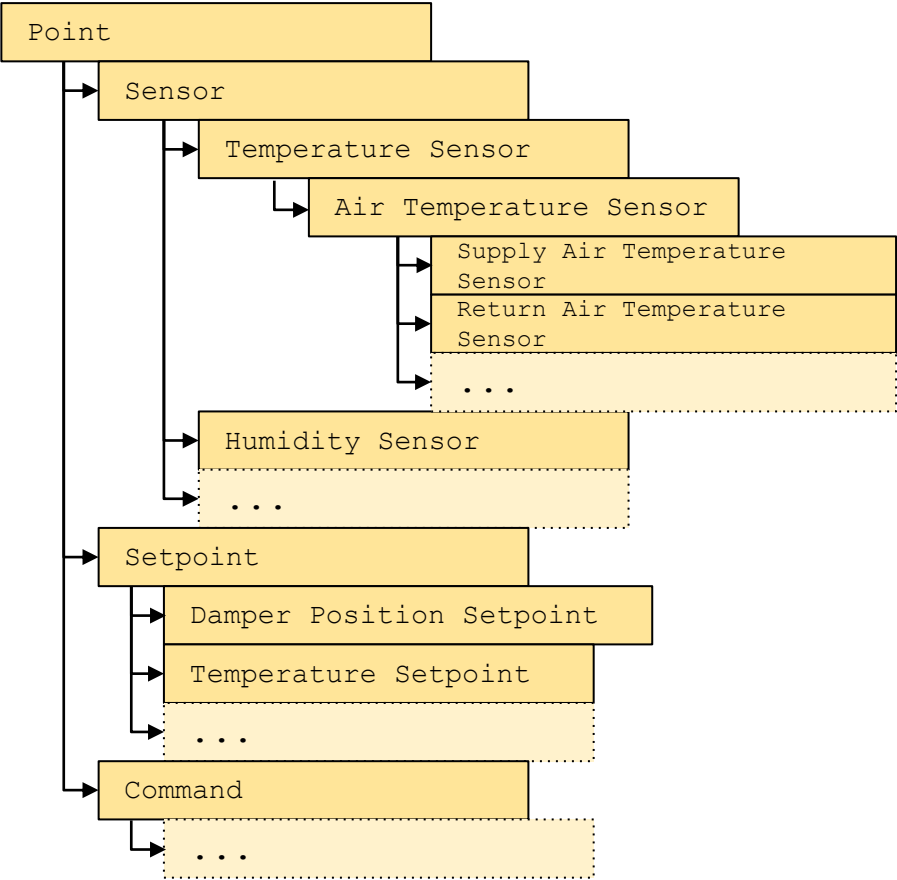 Point
Sensor
Temperature Sensor
Air Temperature Sensor
Supply Air Temperature
Sensor
Return Air Temperature
Sensor
...
Humidity Sensor
...
Setpoint
Damper Position Setpoint
Temperature Setpoint
...
Command
...